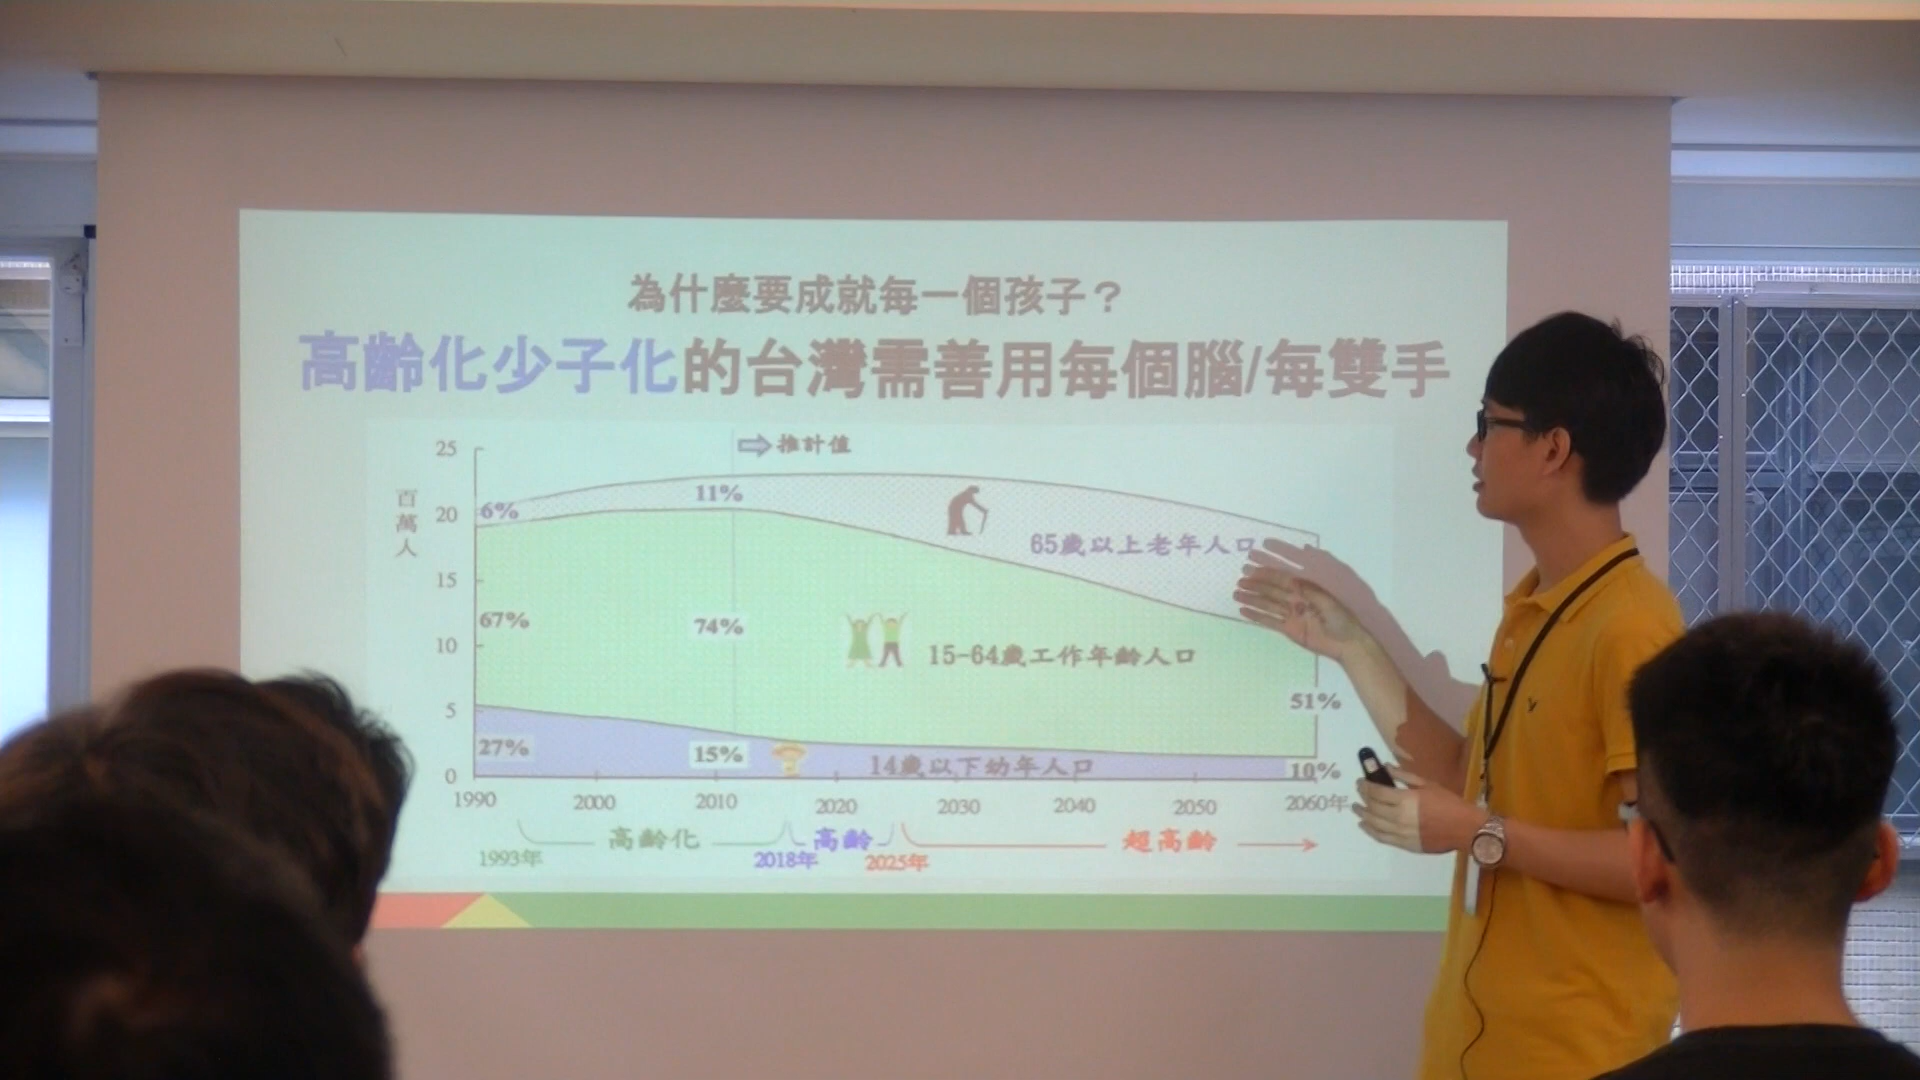 為什麼要成就每一個孩子？
高齡化少子化的台灣需善用每個腦/每雙手
百萬人
25
20
15
10
5
0
推計值
6%
11%
65歲以上老年人口
67%
74%
15-64歲工作年齡人口
51%
27%
15%
14歲以下幼年人口
10%
1990 2000 2010 2020 2030 2040 2050 2060年
高齡化 高齡 超高齡
1993年 2018年 2025年